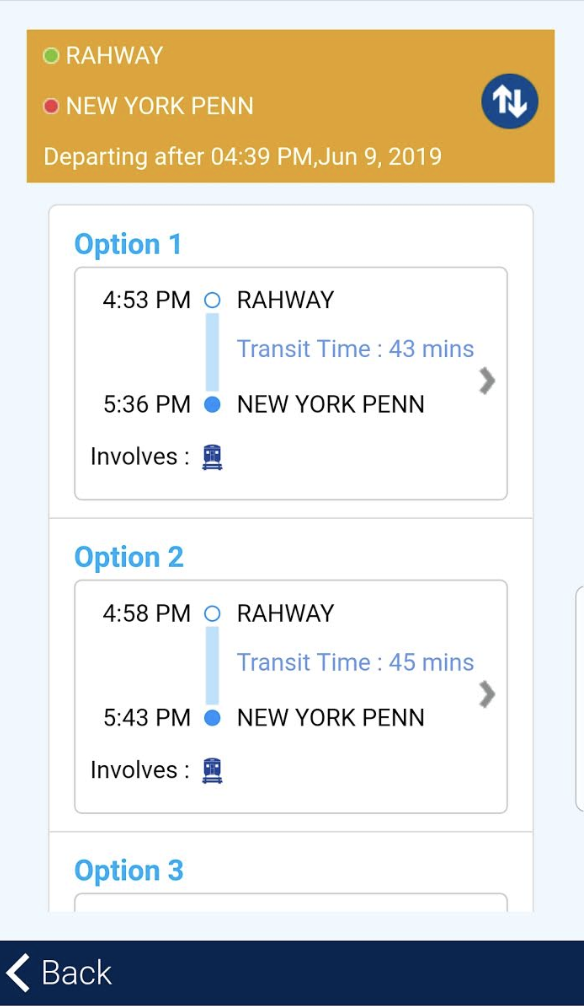 RAHWAY
NEW YORK PENN
Departing after 04:39 PM,Jun 9, 2019
Option 1
4:53 PM RAHWAY
Transit Time : 43 mins
5:36 PM NEW YORK PENN
Involves :
Option 2
4:58 PM RAHWAY
Transit Time : 45 mins
5:43 PM NEW YORK PENN
Involves :
Option 3
Back